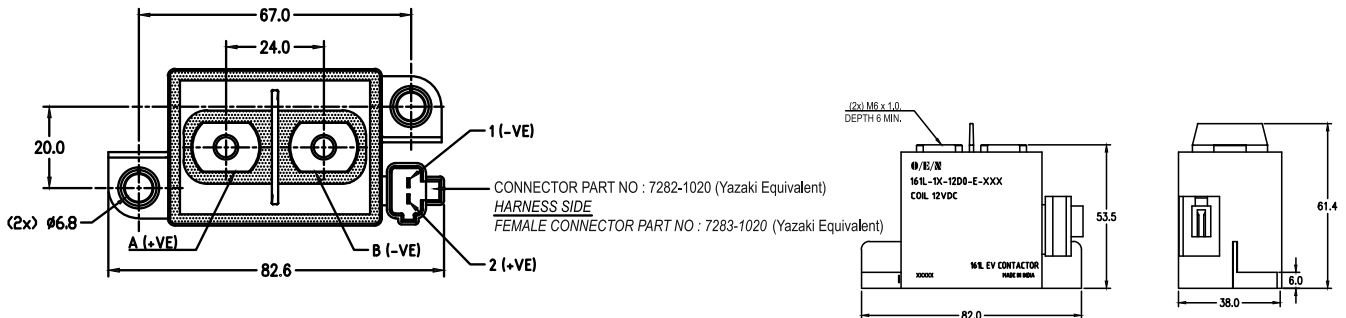 67.0
24.0
20.0
(2x) ø6.8
A (+VE)
B (-VE)
82.6
1 (-VE)
2 (+VE)
CONNECTOR PART NO : 7282-1020 (Yazaki Equivalent)
HARNESS SIDE
FEMALE CONNECTOR PART NO : 7283-1020 (Yazaki Equivalent)
(2x) M6 x 1.0,
DEPTH 6 MIN.
O/E/N
161L-1X-12D0-E-XXX
COIL 12VDC
161L EV CONTACTOR
XXXXX
MADE IN INDIA
53.5
82.0
61.4
6.0
38.0